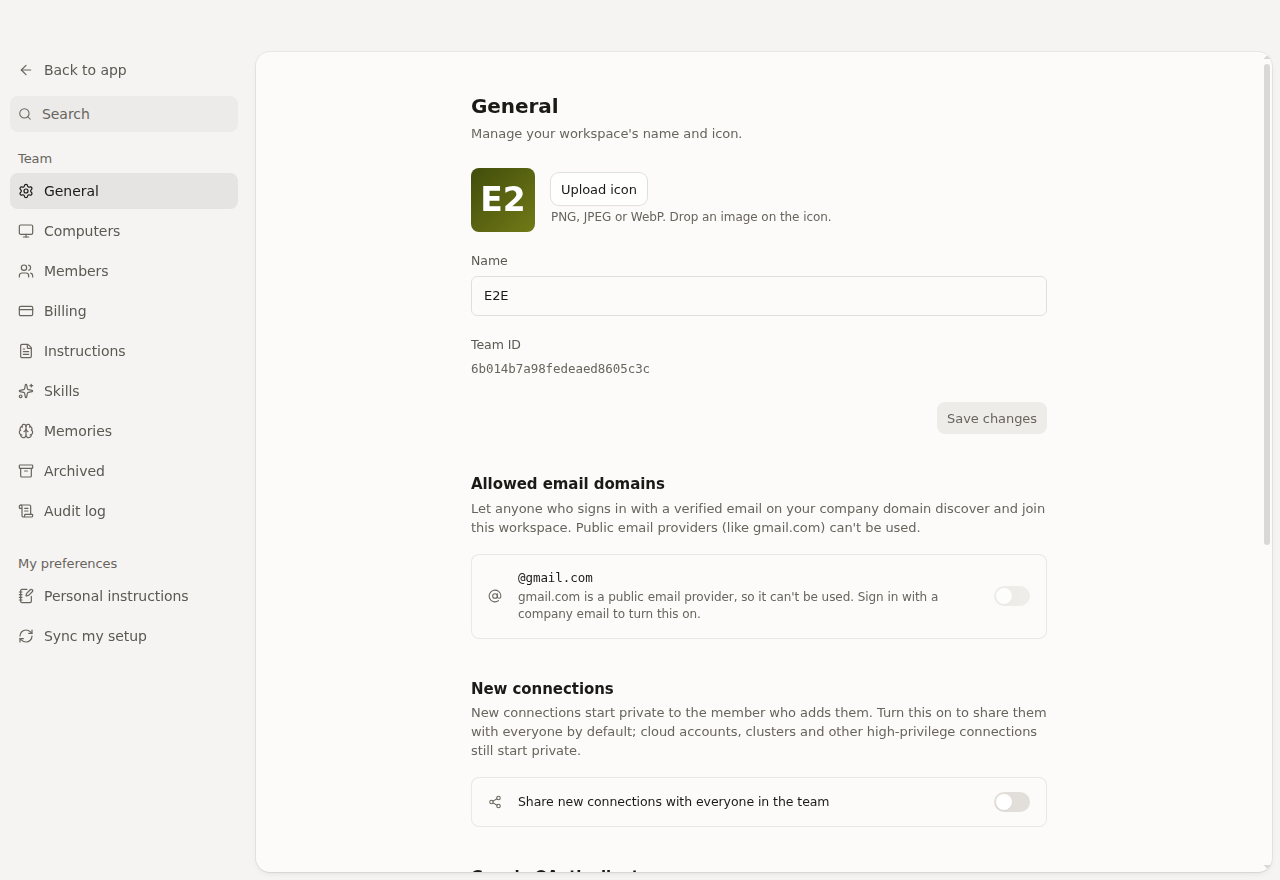 Back to app
Search
Team
General
Computers
Members
Billing
Instructions
Skills
Memories
Archived
Audit log
My preferences
Personal instructions
Sync my setup
General
Manage your workspace's name and icon.
E2
Upload icon
PNG, JPEG or WebP. Drop an image on the icon.
Name
E2E
Team ID
6b014b7a98fedeaed8605c3c
Save changes
Allowed email domains
Let anyone who signs in with a verified email on your company domain discover and join
this workspace. Public email providers (like gmail.com) can't be used.
@gmail.com
gmail.com is a public email provider, so it can't be used. Sign in with a
company email to turn this on.
New connections
New connections start private to the member who adds them. Turn this on to share them
with everyone by default; cloud accounts, clusters and other high-privilege connections
still start private.
Share new connections with everyone in the team